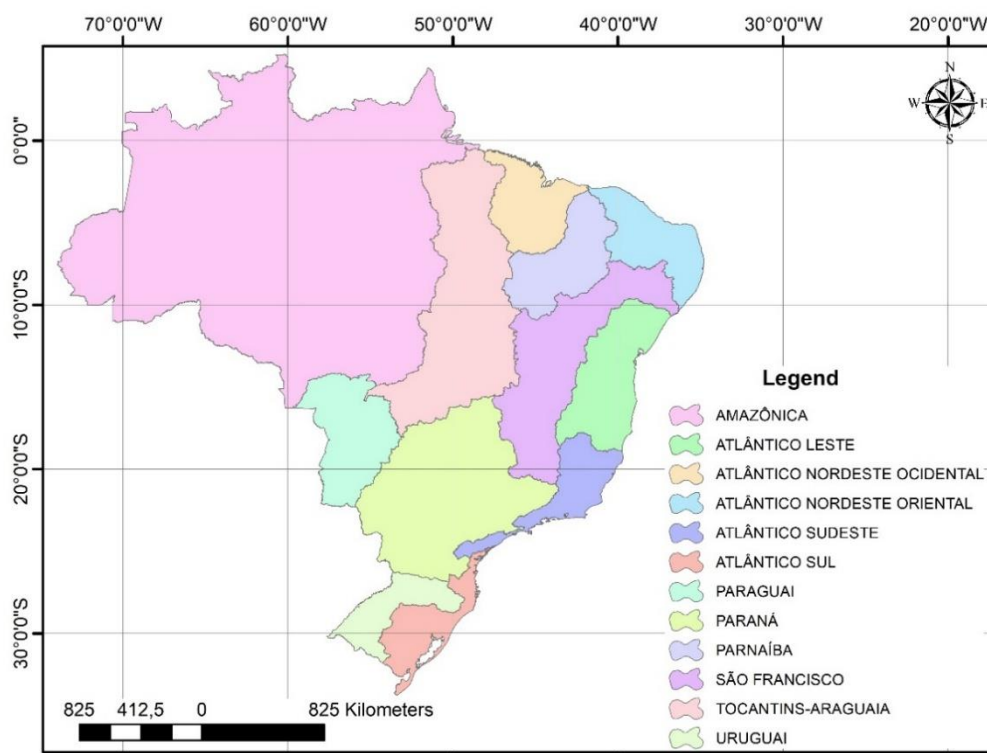 70°0'0"W 60°0'0"W 50°0'0"W 40°0'0"W 30°0'0"W 20°0'0"W
N
W E
S
0°0'0"
10°0'0"S
20°0'0"S
30°0'0"S
Legend
AMAZÔNICA
ATLÂNTICO LESTE
ATLÂNTICO NORDESTE OCIDENTAL
ATLÂNTICO NORDESTE ORIENTAL
ATLÂNTICO SUDESTE
ATLÂNTICO SUL
PARAGUAI
PARANÁ
PARNAÍBA
SÃO FRANCISCO
TOCANTINS-ARAGUAIA
URUGUAI
825 412,5 0 825 Kilometers